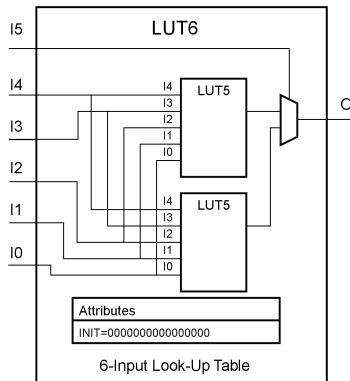 LUT6
I5
I4
I3
I2
I1
I0
I4
I3
I2
I1
I0
LUT5
I4
I3
I2
I1
I0
LUT5
O
Attributes
INIT=0000000000000000
6-Input Look-Up Table